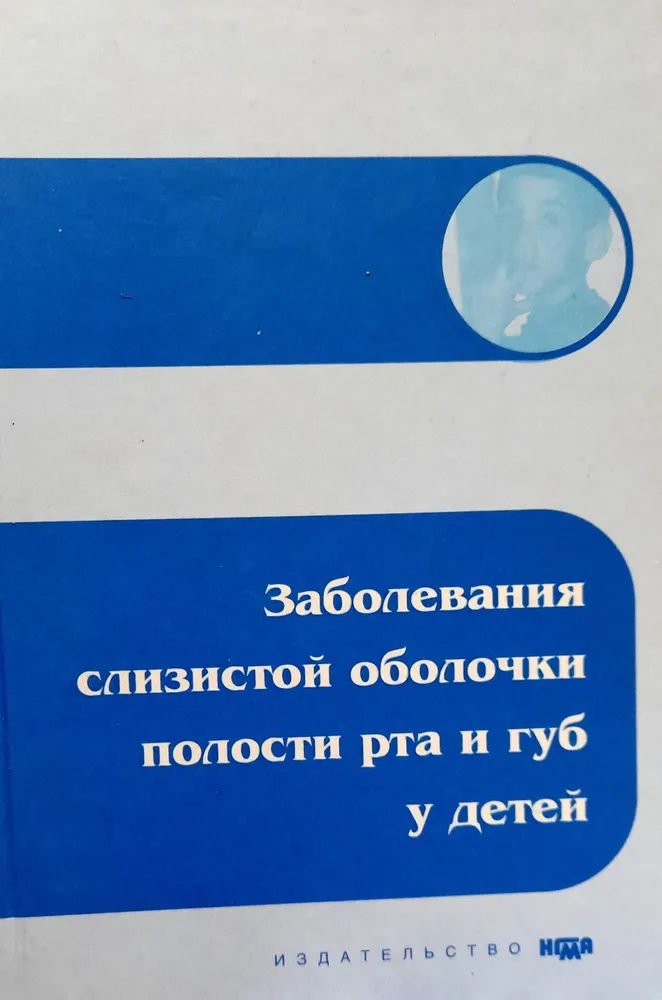 Заболевания
слизистой оболочки
полости рта и губ
у детей
ИЗДАТЕЛЬСТВО НГМА